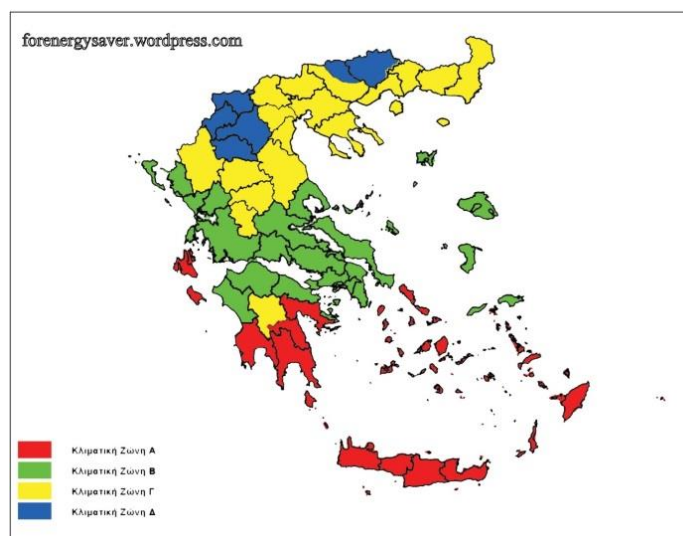 forenergysaver.wordpress.com
Κλιματική Ζώνη Α
Κλιματική Ζώνη Β
Κλιματική Ζώνη Γ
Κλιματική Ζώνη Δ